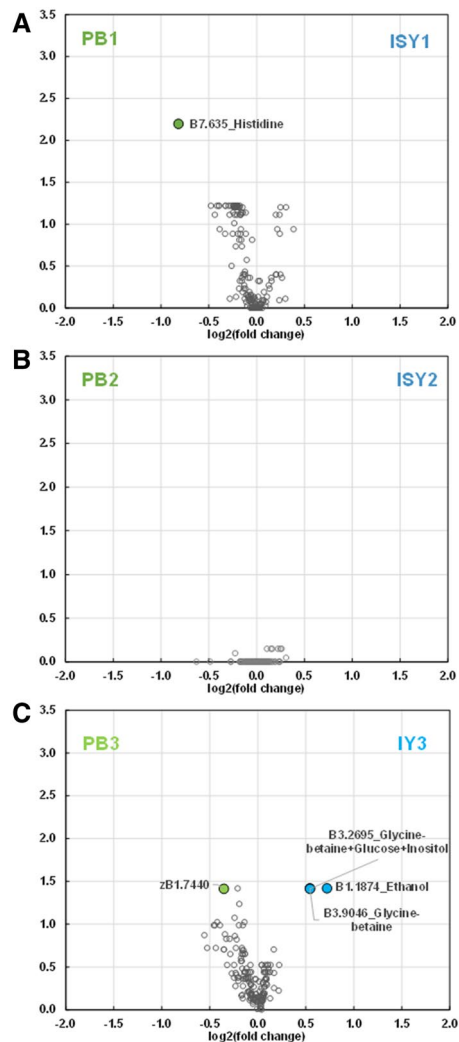 A
3.5
PB1
ISY1
3.0
2.5
B7.635_Histidine
2.0
1.5
1.0
0.5
0.0
-2.0 -1.5 -1.0 -0.5 0.0 0.5 1.0 1.5 2.0
log2(fold change)
B
3.5
PB2
ISY2
3.0
2.5
2.0
1.5
1.0
0.5
0.0
-2.0 -1.5 -1.0 -0.5 0.0 0.5 1.0 1.5 2.0
log2(fold change)
C
3.5
PB3
IY3
3.0
2.5
2.0
B3.2695_Glycine-
betaine+Glucose+Inositol
1.5
zB1.7440
B1.1874_Ethanol
B3.9046_Glycine-
betaine
1.0
0.5
0.0
-2.0 -1.5 -1.0 -0.5 0.0 0.5 1.0 1.5 2.0
log2(fold change)